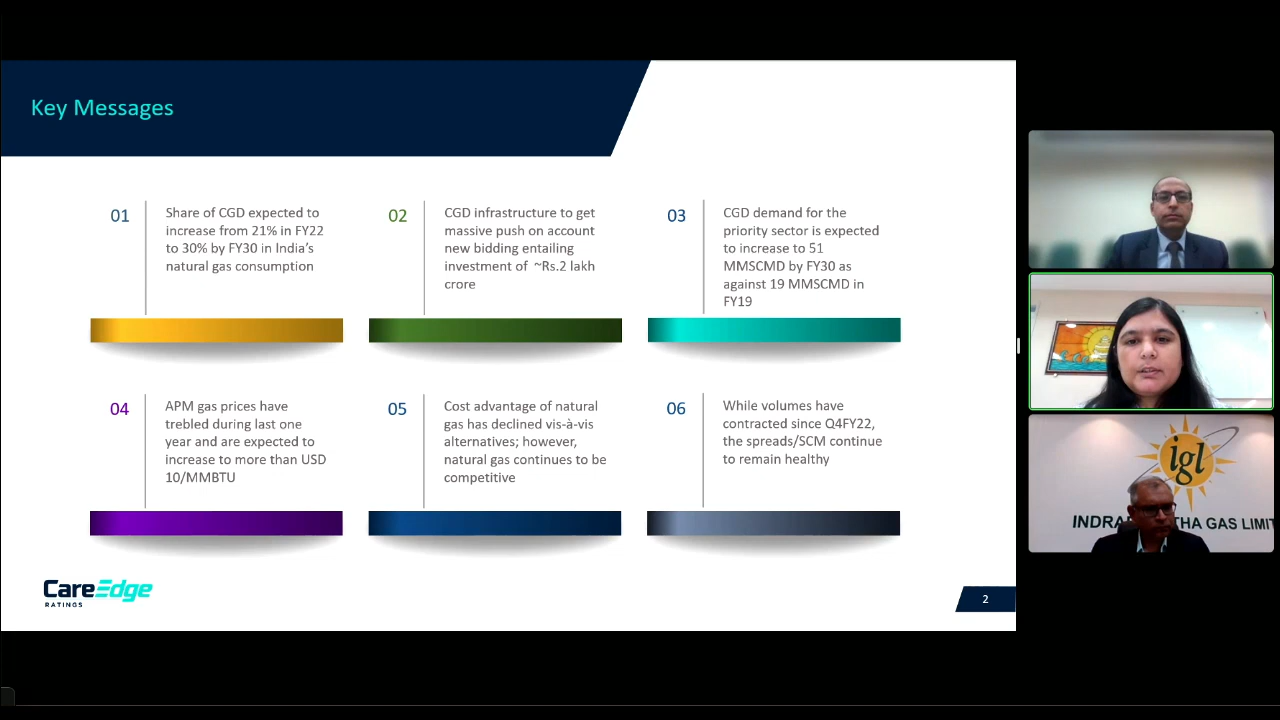 Key Messages
01
Share of CGD expected to
increase from 21% in FY22
to 30% by FY30 in India's
natural gas consumption
02
CGD infrastructure to get
massive push on account
new bidding entailing
investment of ~Rs.2 lakh
crore
03
CGD demand for the
priority sector is expected
to increase to 51
MMSCMD by FY30 as
against 19 MMSCMD in
FY19
04
APM gas prices have
trebled during last one
year and are expected to
increase to more than USD
10/MMBTU
05
Cost advantage of natural
gas has declined vis-à-vis
alternatives; however,
natural gas continues to be
competitive
06
While volumes have
contracted since Q4FY22,
the spreads/SCM continue
to remain healthy
CareEdge
RATINGS
2
igl
GAS